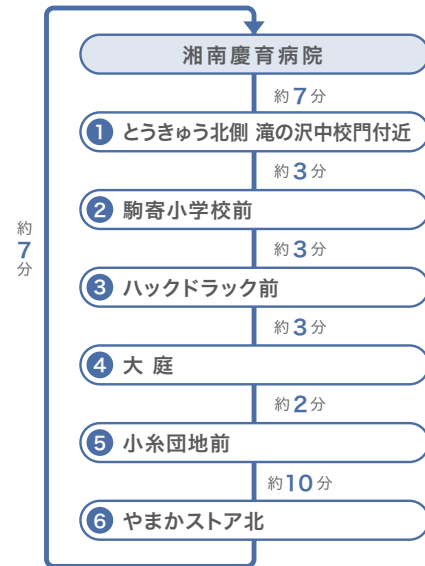 湘南慶育病院
約7分
1 とうきゅう北側 滝の沢中校門付近
約3分
2 駒寄小学校前
約3分
3 ハックドラック前
約3分
4 大庭
約2分
5 小糸団地前
約10分
6 やまかストア北
約7分